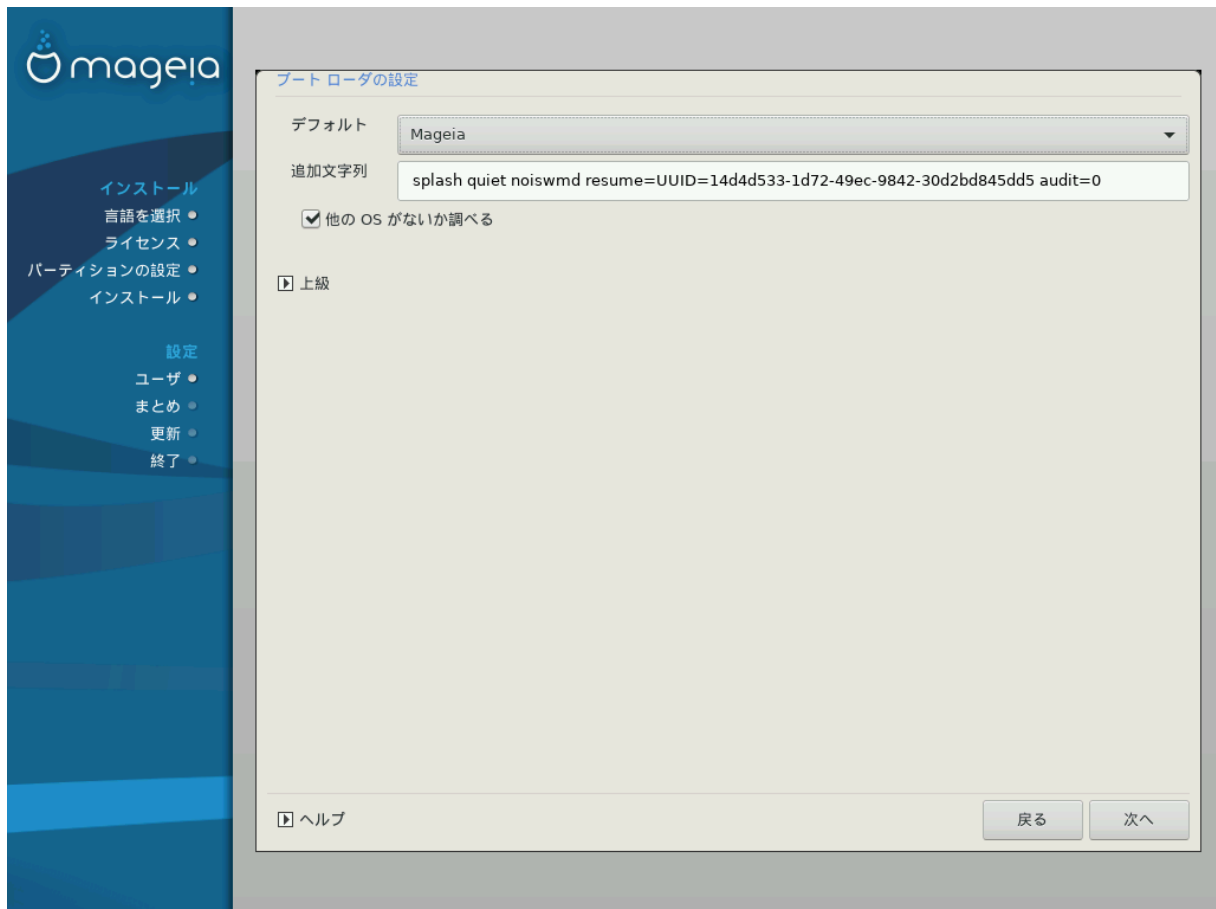 mageia
インストール
言語を選択
ライセンス
パーティションの設定
インストール
設定
ユーザ
まとめ
更新
終了
ブート ローダの設定
デフォルト
Mageia
追加文字列
splash quiet noiswmd resume=UUID=14d4d533-1d72-49ec-9842-30d2bd845dd5 audit=0
他の OS がないか調べる
上級
ヘルプ
戻る
次へ